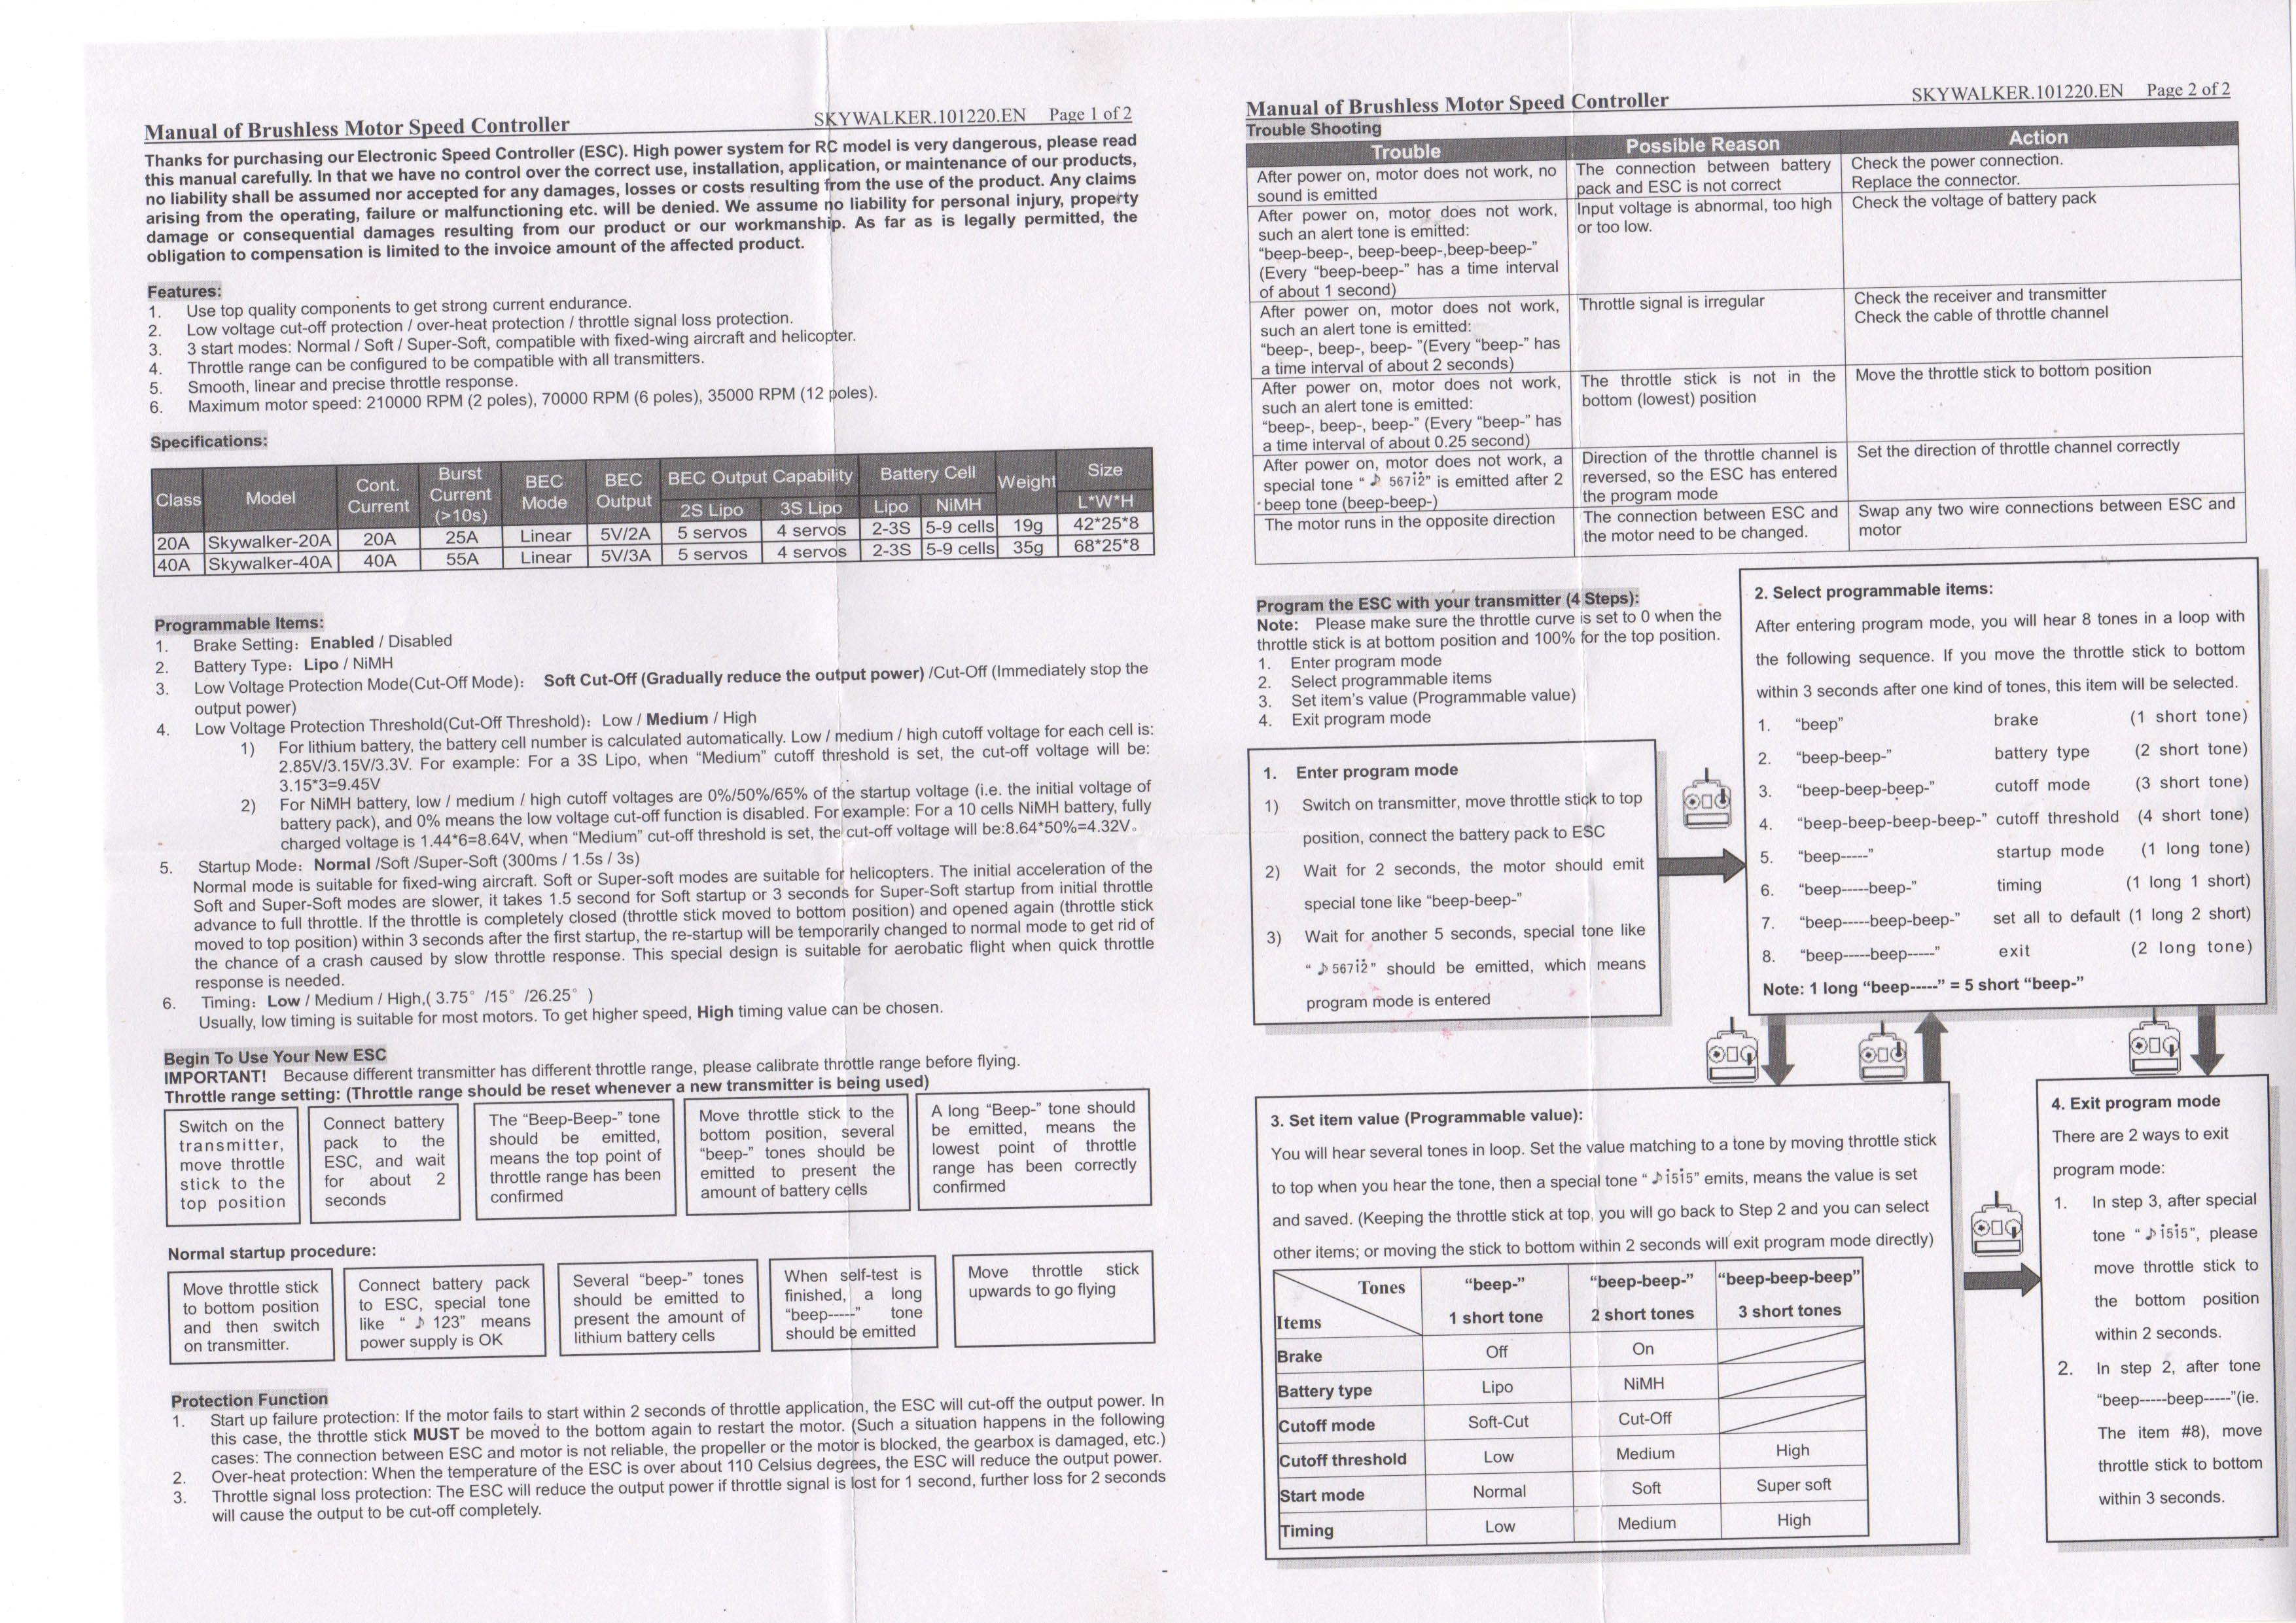 Manual of Brushless Motor Speed Controller SKYWALKER.101220.EN Page 1 of 2
Thanks for purchasing our Electronic Speed Controller (ESC). High power system for RC model is very dangerous, please read
this manual carefully. In that we have no control over the correct use, installation, application, or maintenance of our products,
no liability shall be assumed nor accepted for any damages, losses or costs resulting from the use of the product. Any claims
arising from the operating, failure or malfunctioning etc. will be denied. We assume no liability for personal injury, property
damage or consequential damages resulting from our product or our workmanship. As far as is legally permitted, the
obligation to compensation is limited to the invoice amount of the affected product.
Features:
1. Use top quality components to get strong current endurance.
2. Low voltage cut-off protection / over-heat protection / throttle signal loss protection.
3. 3 start modes: Normal / Soft / Super-Soft, compatible with fixed-wing aircraft and helicopter.
4. Throttle range can be configured to be compatible with all transmitters.
5. Smooth, linear and precise throttle response.
6. Maximum motor speed: 210000 RPM (2 poles), 70000 RPM (6 poles), 35000 RPM (12 poles).
Specifications:
Class Model Cont. Current Burst Current (>10s) BEC Mode BEC Output BEC Output Capability Battery Cell Weight Size
2S Lipo 3S Lipo Lipo NiMH L*W*H
20A Skywalker-20A 20A 25A Linear 5V/2A 5 servos 4 servos 2-3S 5-9 cells 19g 42*25*8
40A Skywalker-40A 40A 55A Linear 5V/3A 5 servos 4 servos 2-3S 5-9 cells 35g 68*25*8
Programmable Items:
1. Brake Setting: Enabled / Disabled
2. Battery Type: Lipo / NiMH
3. Low Voltage Protection Mode(Cut-Off Mode): Soft Cut-Off (Gradually reduce the output power) /Cut-Off (Immediately stop the
output power)
4. Low Voltage Protection Threshold(Cut-Off Threshold): Low / Medium / High
1) For lithium battery, the battery cell number is calculated automatically. Low / medium / high cutoff voltage for each cell is:
2.85V/3.15V/3.3V. For example: For a 3S Lipo, when "Medium" cutoff threshold is set, the cut-off voltage will be:
3.15*3=9.45V
2) For NiMH battery, low / medium / high cutoff voltages are 0%/50%/65% of the startup voltage (i.e. the initial voltage of
battery pack), and 0% means the low voltage cut-off function is disabled. For example: For a 10 cells NiMH battery, fully
charged voltage is 1.44*6=8.64V, when "Medium" cut-off threshold is set, the cut-off voltage will be:8.64*50%=4.32V。
5. Startup Mode: Normal /Soft /Super-Soft (300ms / 1.5s / 3s)
Normal mode is suitable for fixed-wing aircraft. Soft or Super-soft modes are suitable for helicopters. The initial acceleration of the
Soft and Super-Soft modes are slower, it takes 1.5 second for Soft startup or 3 seconds for Super-Soft startup from initial throttle
advance to full throttle. If the throttle is completely closed (throttle stick moved to bottom position) and opened again (throttle stick
moved to top position) within 3 seconds after the first startup, the re-startup will be temporarily changed to normal mode to get rid of
the chance of a crash caused by slow throttle response. This special design is suitable for aerobatic flight when quick throttle
response is needed.
6. Timing: Low / Medium / High,( 3.75° /15° /26.25° )
Usually, low timing is suitable for most motors. To get higher speed, High timing value can be chosen.
Begin To Use Your New ESC
IMPORTANT! Because different transmitter has different throttle range, please calibrate throttle range before flying.
Throttle range setting: (Throttle range should be reset whenever a new transmitter is being used)
Switch on the
transmitter,
move throttle
stick to the
top position
Connect battery
pack to the
ESC, and wait
for about 2
seconds
The "Beep-Beep-" tone
should be emitted,
means the top point of
throttle range has been
confirmed
Move throttle stick to the
bottom position, several
"beep-" tones should be
emitted to present the
amount of battery cells
A long "Beep-" tone should
be emitted, means the
lowest point of throttle
range has been correctly
confirmed
Normal startup procedure:
Move throttle stick
to bottom position
and then switch
on transmitter.
Connect battery pack
to ESC, special tone
like " ♪ 123" means
power supply is OK
Several "beep-" tones
should be emitted to
present the amount of
lithium battery cells
When self-test is
finished, a long
"beep-----" tone
should be emitted
Move throttle stick
upwards to go flying
Protection Function
1. Start up failure protection: If the motor fails to start within 2 seconds of throttle application, the ESC will cut-off the output power. In
this case, the throttle stick MUST be moved to the bottom again to restart the motor. (Such a situation happens in the following
cases: The connection between ESC and motor is not reliable, the propeller or the motor is blocked, the gearbox is damaged, etc.)
2. Over-heat protection: When the temperature of the ESC is over about 110 Celsius degrees, the ESC will reduce the output power.
3. Throttle signal loss protection: The ESC will reduce the output power if throttle signal is lost for 1 second, further loss for 2 seconds
will cause the output to be cut-off completely.
Manual of Brushless Motor Speed Controller SKYWALKER.101220.EN Page 2 of 2
Trouble Shooting
Trouble Possible Reason Action
After power on, motor does not work, no
sound is emitted
The connection between battery
pack and ESC is not correct
Check the power connection.
Replace the connector.
After power on, motor does not work,
such an alert tone is emitted:
"beep-beep-, beep-beep-,beep-beep-"
(Every "beep-beep-" has a time interval
of about 1 second)
Input voltage is abnormal, too high
or too low.
Check the voltage of battery pack
After power on, motor does not work,
such an alert tone is emitted:
"beep-, beep-, beep- "(Every "beep-" has
a time interval of about 2 seconds)
Throttle signal is irregular
Check the receiver and transmitter
Check the cable of throttle channel
After power on, motor does not work,
such an alert tone is emitted:
"beep-, beep-, beep-" (Every "beep-" has
a time interval of about 0.25 second)
The throttle stick is not in the
bottom (lowest) position
Move the throttle stick to bottom position
After power on, motor does not work, a
special tone " ♪ 567i̇2̇" is emitted after 2
beep tone (beep-beep-)
Direction of the throttle channel is
reversed, so the ESC has entered
the program mode
Set the direction of throttle channel correctly
The motor runs in the opposite direction
The connection between ESC and
the motor need to be changed.
Swap any two wire connections between ESC and
motor
Program the ESC with your transmitter (4 Steps):
Note: Please make sure the throttle curve is set to 0 when the
throttle stick is at bottom position and 100% for the top position.
1. Enter program mode
2. Select programmable items
3. Set item's value (Programmable value)
4. Exit program mode
1. Enter program mode
1) Switch on transmitter, move throttle stick to top
position, connect the battery pack to ESC
2) Wait for 2 seconds, the motor should emit
special tone like "beep-beep-"
3) Wait for another 5 seconds, special tone like
" ♪567i̇2̇" should be emitted, which means
program mode is entered
2. Select programmable items:
After entering program mode, you will hear 8 tones in a loop with
the following sequence. If you move the throttle stick to bottom
within 3 seconds after one kind of tones, this item will be selected.
1. "beep" brake (1 short tone)
2. "beep-beep-" battery type (2 short tone)
3. "beep-beep-beep-" cutoff mode (3 short tone)
4. "beep-beep-beep-beep-" cutoff threshold (4 short tone)
5. "beep-----" startup mode (1 long tone)
6. "beep-----beep-" timing (1 long 1 short)
7. "beep-----beep-beep-" set all to default (1 long 2 short)
8. "beep-----beep-----" exit (2 long tone)
Note: 1 long "beep-----" = 5 short "beep-"
3. Set item value (Programmable value):
You will hear several tones in loop. Set the value matching to a tone by moving throttle stick
to top when you hear the tone, then a special tone " ♪i̇5i̇5" emits, means the value is set
and saved. (Keeping the throttle stick at top, you will go back to Step 2 and you can select
other items; or moving the stick to bottom within 2 seconds will exit program mode directly)
Tones "beep-" "beep-beep-" "beep-beep-beep"
Items 1 short tone 2 short tones 3 short tones
Brake Off On
Battery type Lipo NiMH
Cutoff mode Soft-Cut Cut-Off
Cutoff threshold Low Medium High
Start mode Normal Soft Super soft
Timing Low Medium High
4. Exit program mode
There are 2 ways to exit
program mode:
1. In step 3, after special
tone " ♪i̇5i̇5", please
move throttle stick to
the bottom position
within 2 seconds.
2. In step 2, after tone
"beep-----beep-----"(ie.
The item #8), move
throttle stick to bottom
within 3 seconds.